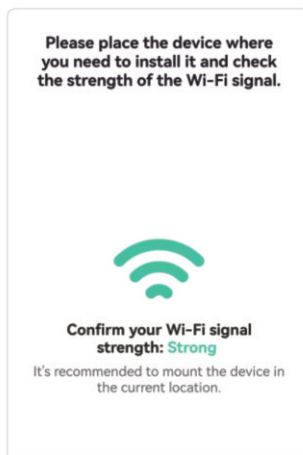 Please place the device where
you need to install it and check
the strength of the Wi-Fi signal.
Confirm your Wi-Fi signal
strength: Strong
It's recommended to mount the device in
the current location.